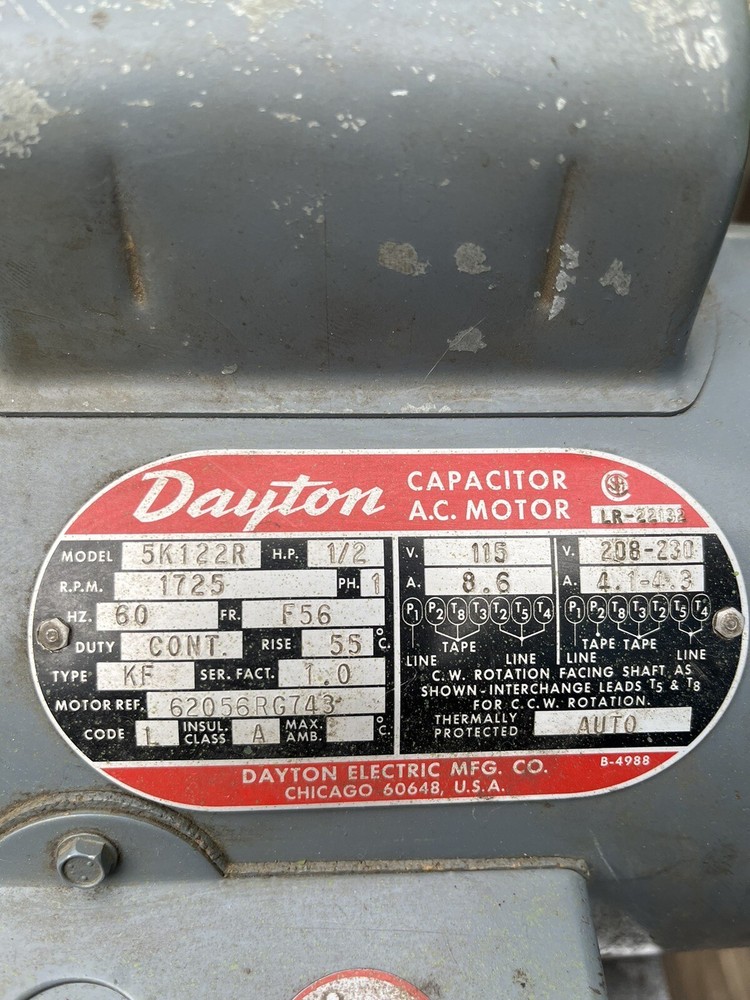 Dayton CAPACITOR
A.C. MOTOR LR-22132
MODEL 5K122R H.P. 1/2
R.P.M. 1725 PH. 1
HZ. 60 FR. F56
DUTY CONT. RISE 55 °C.
TYPE KF SER. FACT. 1.0
MOTOR REF. 62056RG743
CODE L INSUL. CLASS A MAX. AMB. °C.
V. 115 V. 208-230
A. 8.6 A. 4.1-4.3
P1 P2 T8 T3 T2 T5 T4 P1 P2 T8 T3 T2 T5 T4
TAPE TAPE TAPE
LINE LINE LINE LINE
C.W. ROTATION FACING SHAFT AS
SHOWN-INTERCHANGE LEADS T5 & T8
FOR C.C.W. ROTATION.
THERMALLY PROTECTED AUTO
B-4988
DAYTON ELECTRIC MFG. CO.
CHICAGO 60648, U.S.A.